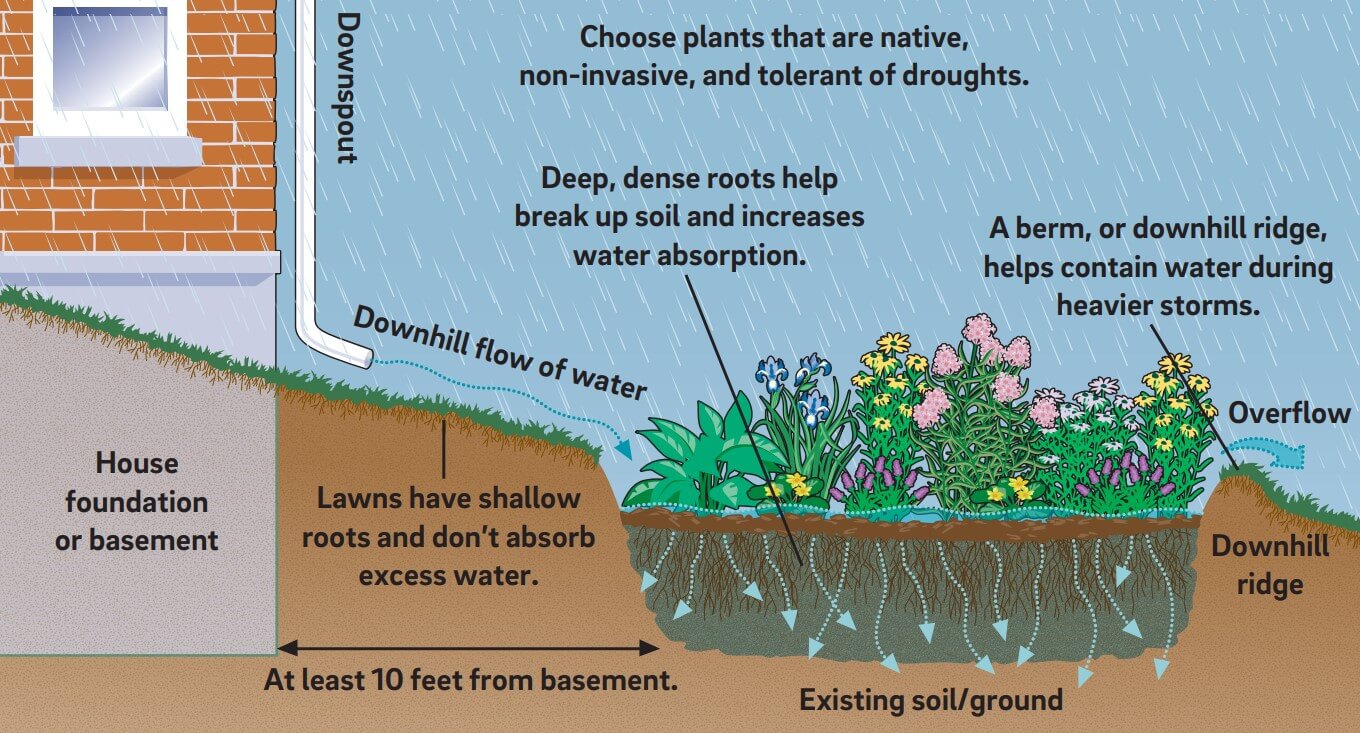 Downspout
Choose plants that are native,
non-invasive, and tolerant of droughts.
Deep, dense roots help
break up soil and increases
water absorption.
A berm, or downhill ridge,
helps contain water during
heavier storms.
Downhill flow of water
Overflow
House
foundation
or basement
Lawns have shallow
roots and don't absorb
excess water.
Downhill
ridge
At least 10 feet from basement.
Existing soil/ground